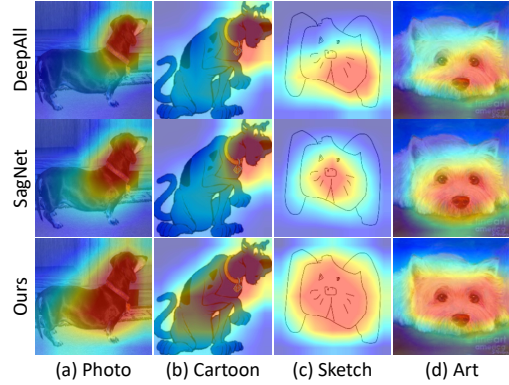 DeepAll
SagNet
Ours
(a) Photo
(b) Cartoon
(c) Sketch
(d) Art